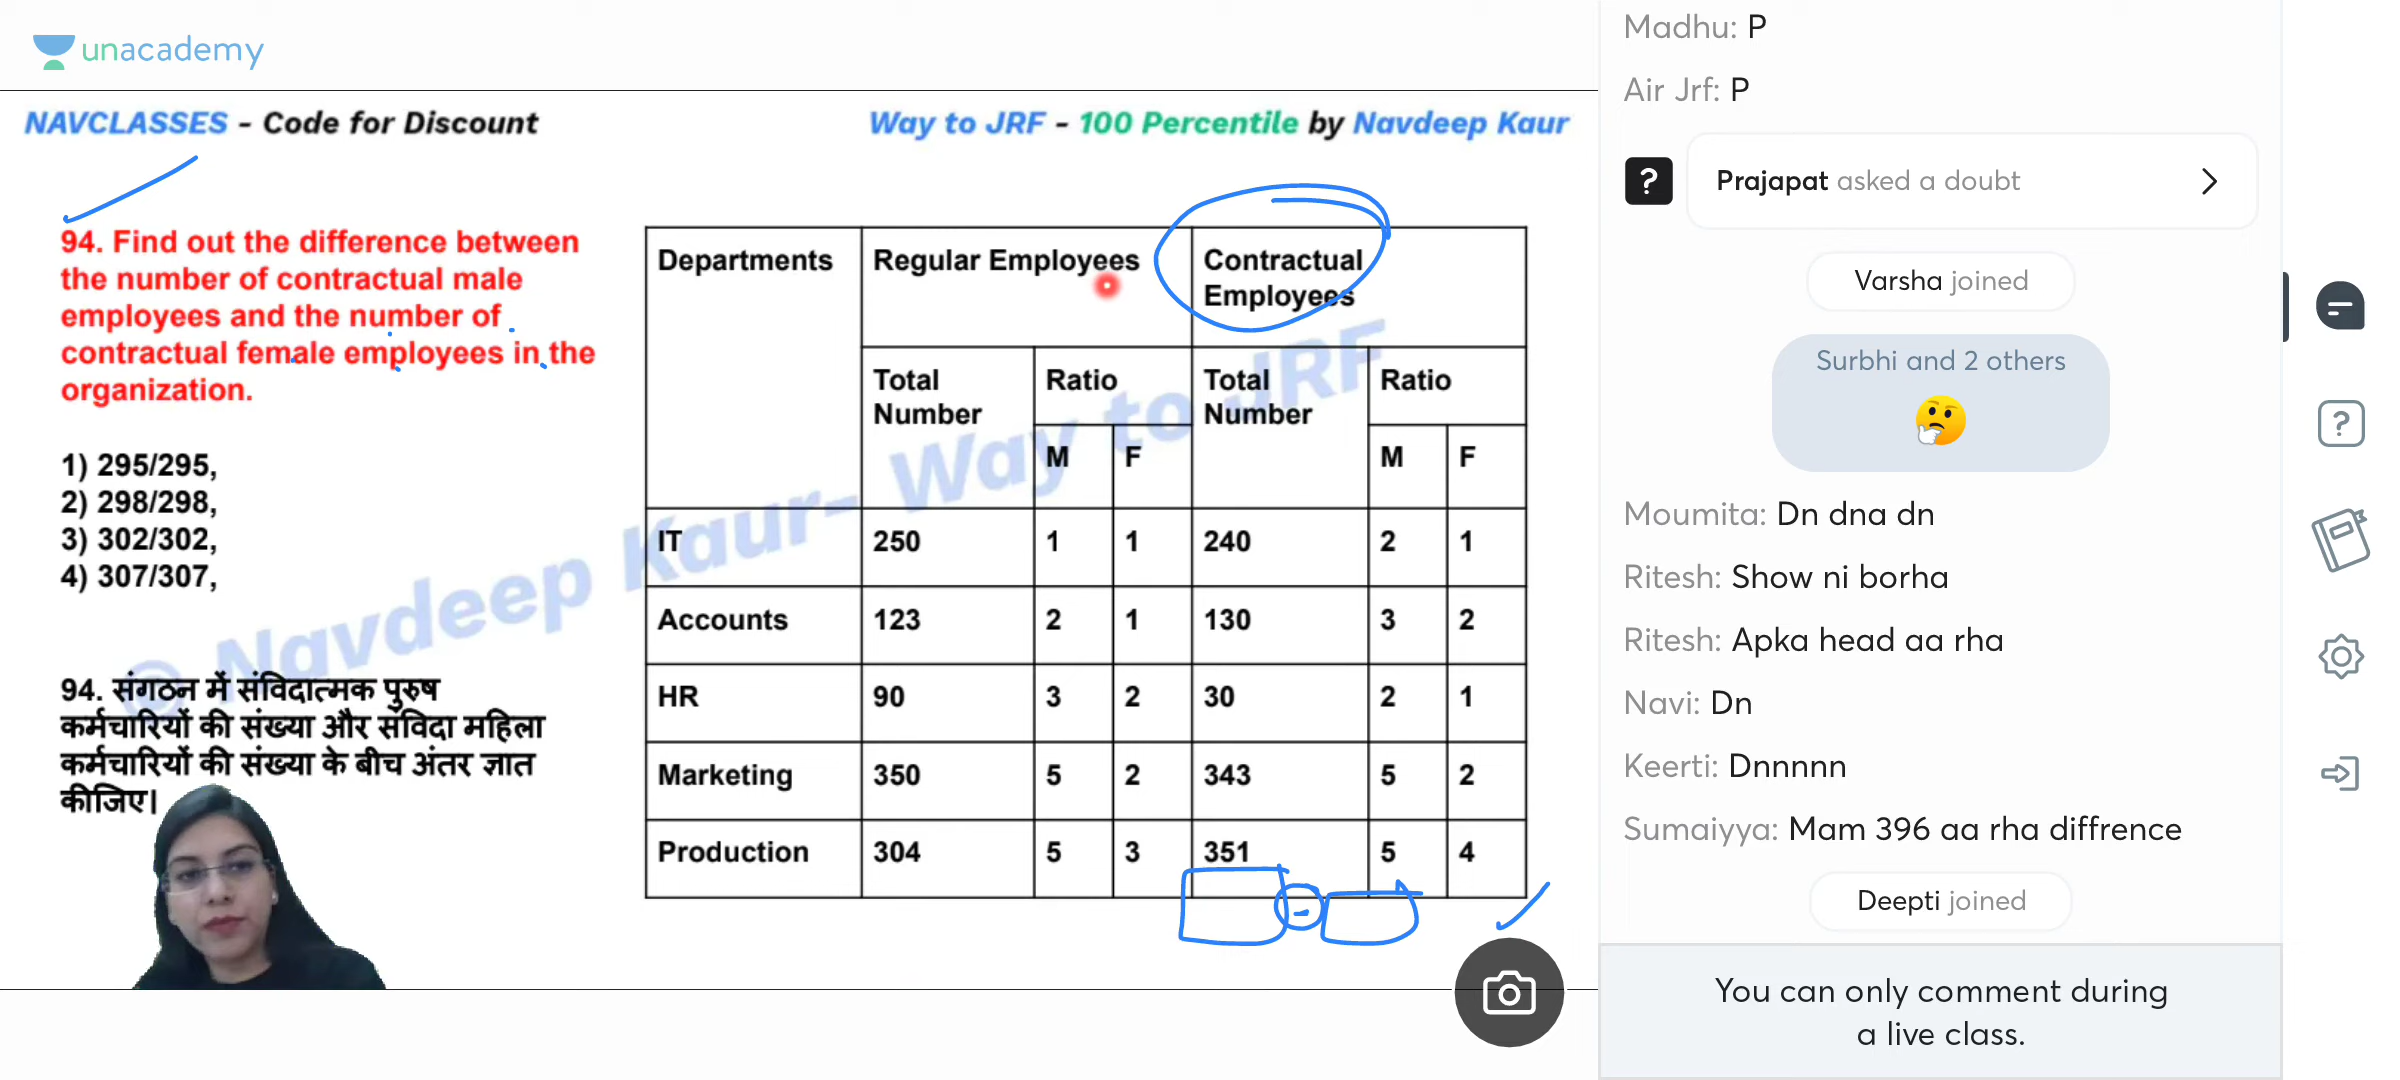 unacademy
NAVCLASSES - Code for Discount
Way to JRF - 100 Percentile by Navdeep Kaur
94. Find out the difference between
the number of contractual male
employees and the number of
contractual female employees in the
organization.
1) 295/295,
2) 298/298,
3) 302/302,
4) 307/307,
94. संगठन में संविदात्मक पुरुष
कर्मचारियों की संख्या और संविदा महिला
कर्मचारियों की संख्या के बीच अंतर ज्ञात
कीजिए।
Departments Regular Employees Contractual
Employees
Total Ratio Total Ratio
Number Number
M F M F
IT 250 1 1 240 2 1
Accounts 123 2 1 130 3 2
HR 90 3 2 30 2 1
Marketing 350 5 2 343 5 2
Production 304 5 3 351 5 4
© Navdeep Kaur- Way to JRF
Madhu: P
Air Jrf: P
? Prajapat asked a doubt
Varsha joined
Surbhi and 2 others
Moumita: Dn dna dn
Ritesh: Show ni borha
Ritesh: Apka head aa rha
Navi: Dn
Keerti: Dnnnnn
Sumaiyya: Mam 396 aa rha diffrence
Deepti joined
You can only comment during
a live class.
?